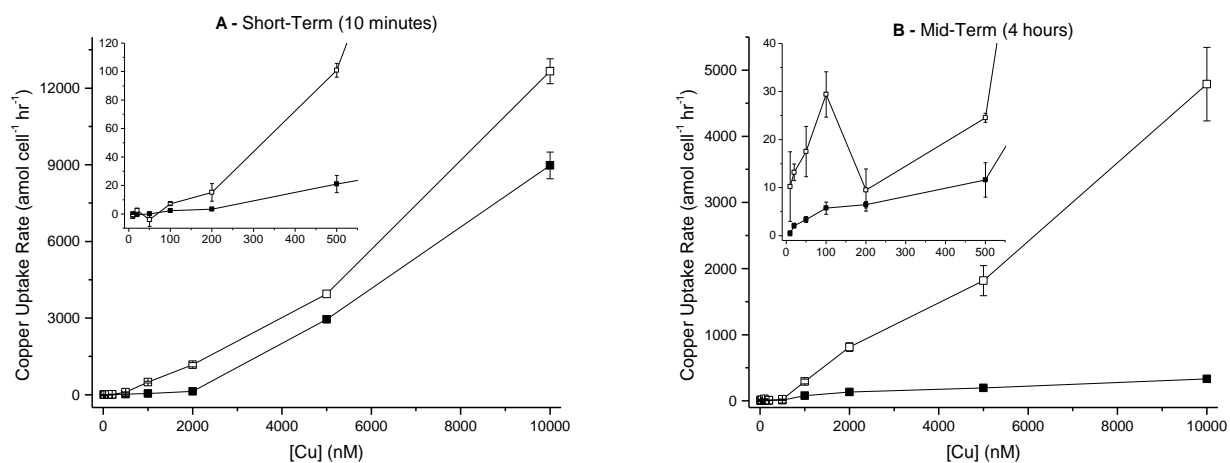 A - Short-Term (10 minutes)
Copper Uptake Rate (amol cell⁻¹ hr⁻¹)
12000
9000
6000
3000
0
120
100
80
60
40
20
0
0 100 200 300 400 500
0 2000 4000 6000 8000 10000
[Cu] (nM)
B - Mid-Term (4 hours)
Copper Uptake Rate (amol cell⁻¹ hr⁻¹)
5000
4000
3000
2000
1000
0
40
30
20
10
0
0 100 200 300 400 500
0 2000 4000 6000 8000 10000
[Cu] (nM)